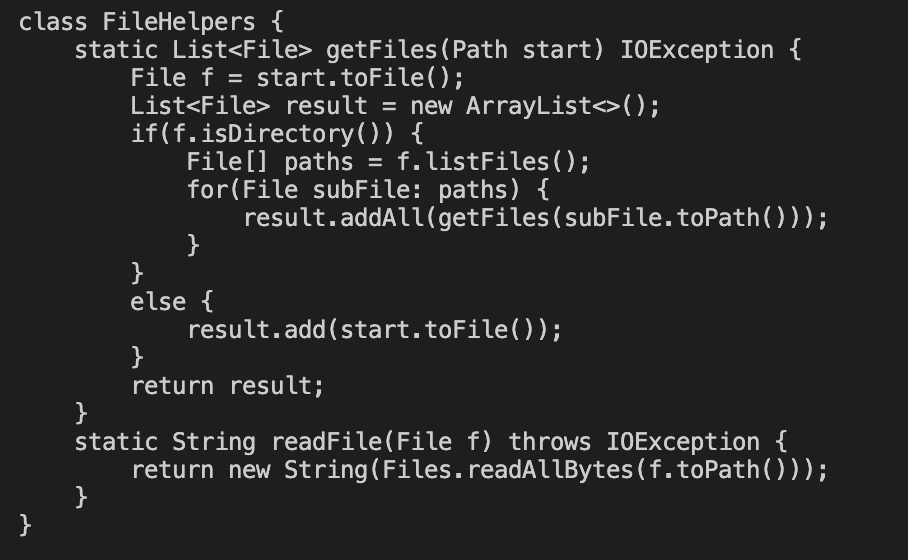 class FileHelpers {
    static List<File> getFiles(Path start) IOException {
        File f = start.toFile();
        List<File> result = new ArrayList<>();
        if(f.isDirectory()) {
            File[] paths = f.listFiles();
            for(File subFile: paths) {
                result.addAll(getFiles(subFile.toPath()));
            }
        }
        else {
            result.add(start.toFile());
        }
        return result;
    }
    static String readFile(File f) throws IOException {
        return new String(Files.readAllBytes(f.toPath()));
    }
}